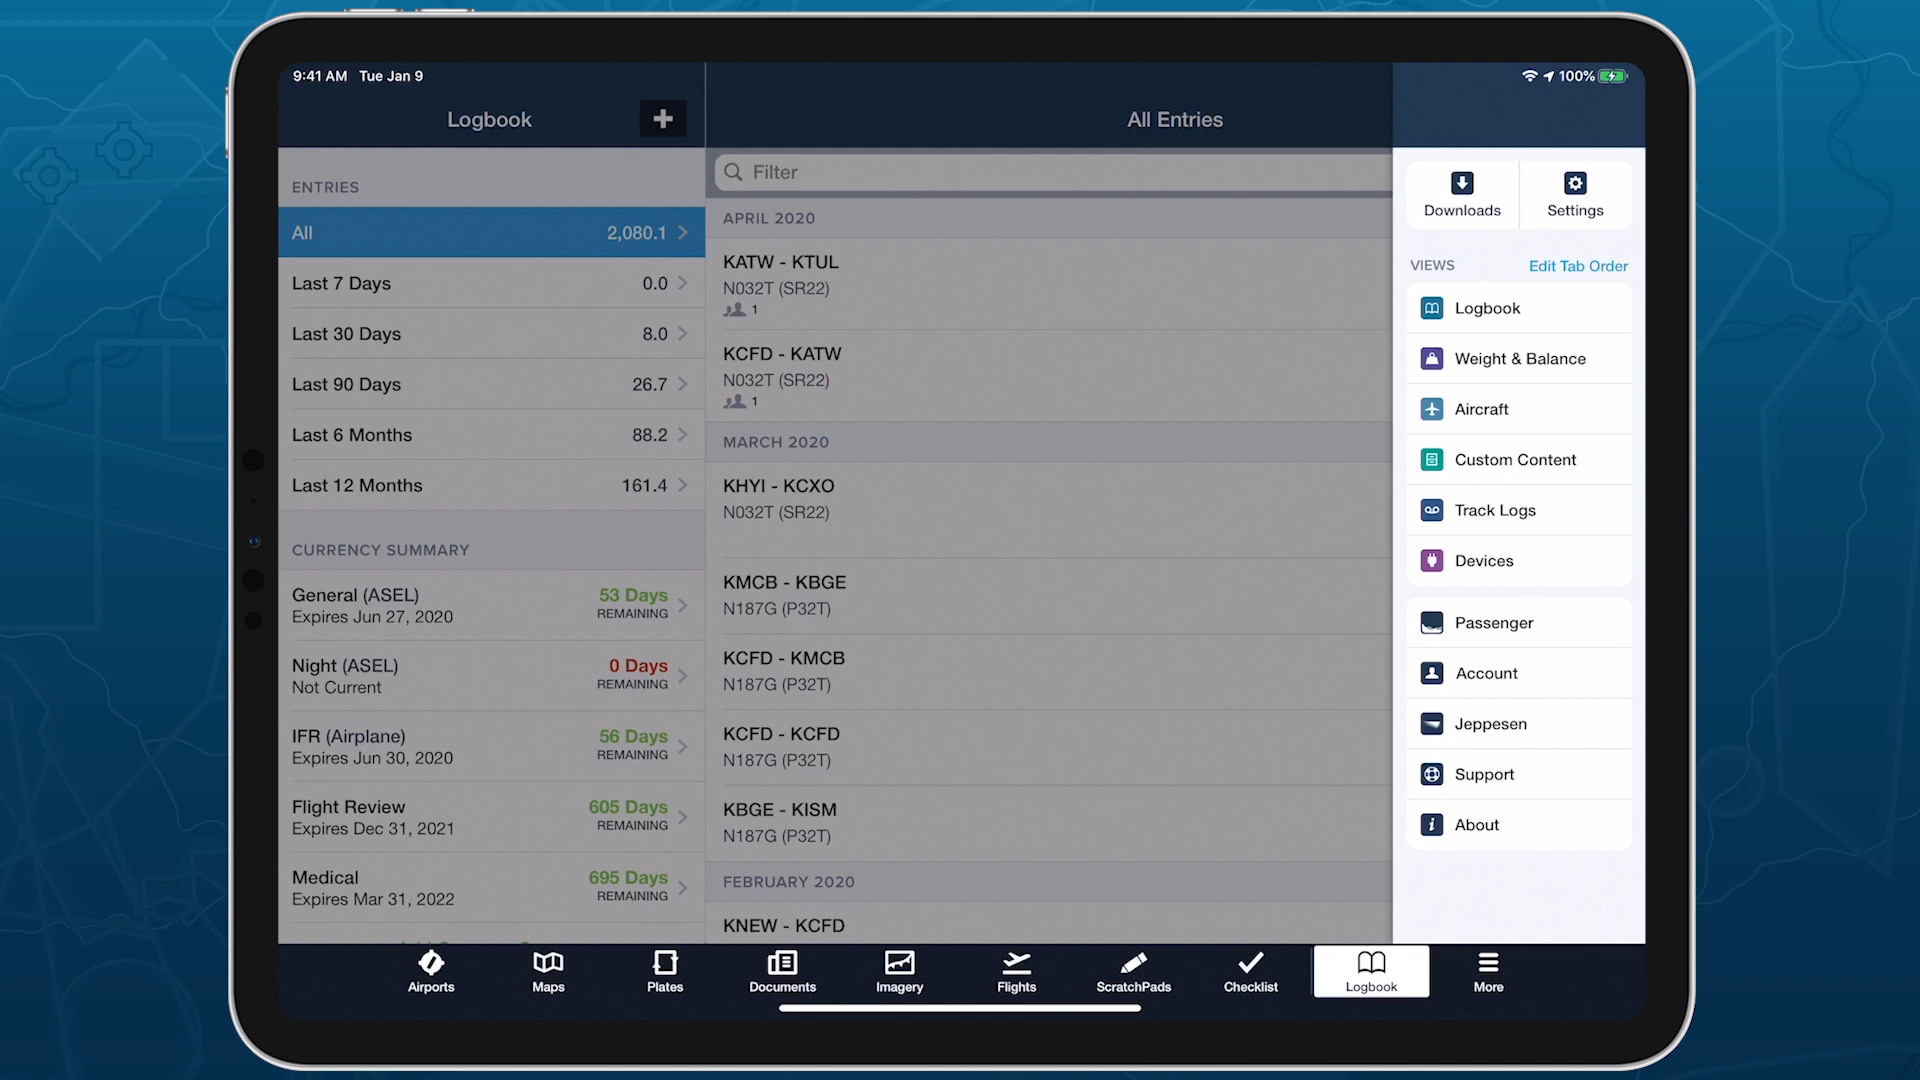 9:41 AM Tue Jan 9
100%
Logbook
ENTRIES
All 2,080.1
Last 7 Days 0.0
Last 30 Days 8.0
Last 90 Days 26.7
Last 6 Months 88.2
Last 12 Months 161.4
CURRENCY SUMMARY
General (ASEL) 53 Days
Expires Jun 27, 2020 REMAINING
Night (ASEL) 0 Days
Not Current REMAINING
IFR (Airplane) 56 Days
Expires Jun 30, 2020 REMAINING
Flight Review 605 Days
Expires Dec 31, 2021 REMAINING
Medical 695 Days
Expires Mar 31, 2022 REMAINING
All Entries
Filter
APRIL 2020
KATW - KTUL
N032T (SR22)
1
KCFD - KATW
N032T (SR22)
1
MARCH 2020
KHYI - KCXO
N032T (SR22)
KMCB - KBGE
N187G (P32T)
KCFD - KMCB
N187G (P32T)
KCFD - KCFD
N187G (P32T)
KBGE - KISM
N187G (P32T)
FEBRUARY 2020
KNEW - KCFD
Downloads Settings
VIEWS Edit Tab Order
Logbook
Weight & Balance
Aircraft
Custom Content
Track Logs
Devices
Passenger
Account
Jeppesen
Support
About
Airports Maps Plates Documents Imagery Flights ScratchPads Checklist Logbook More